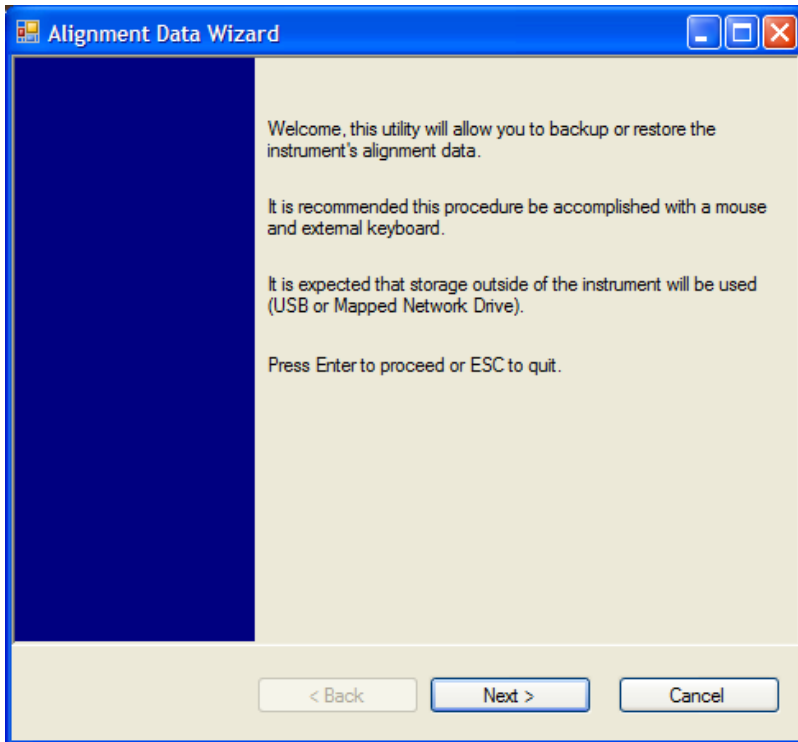 Alignment Data Wizard
Welcome, this utility will allow you to backup or restore the
instrument's alignment data.
It is recommended this procedure be accomplished with a mouse
and external keyboard.
It is expected that storage outside of the instrument will be used
(USB or Mapped Network Drive).
Press Enter to proceed or ESC to quit.
< Back
Next >
Cancel